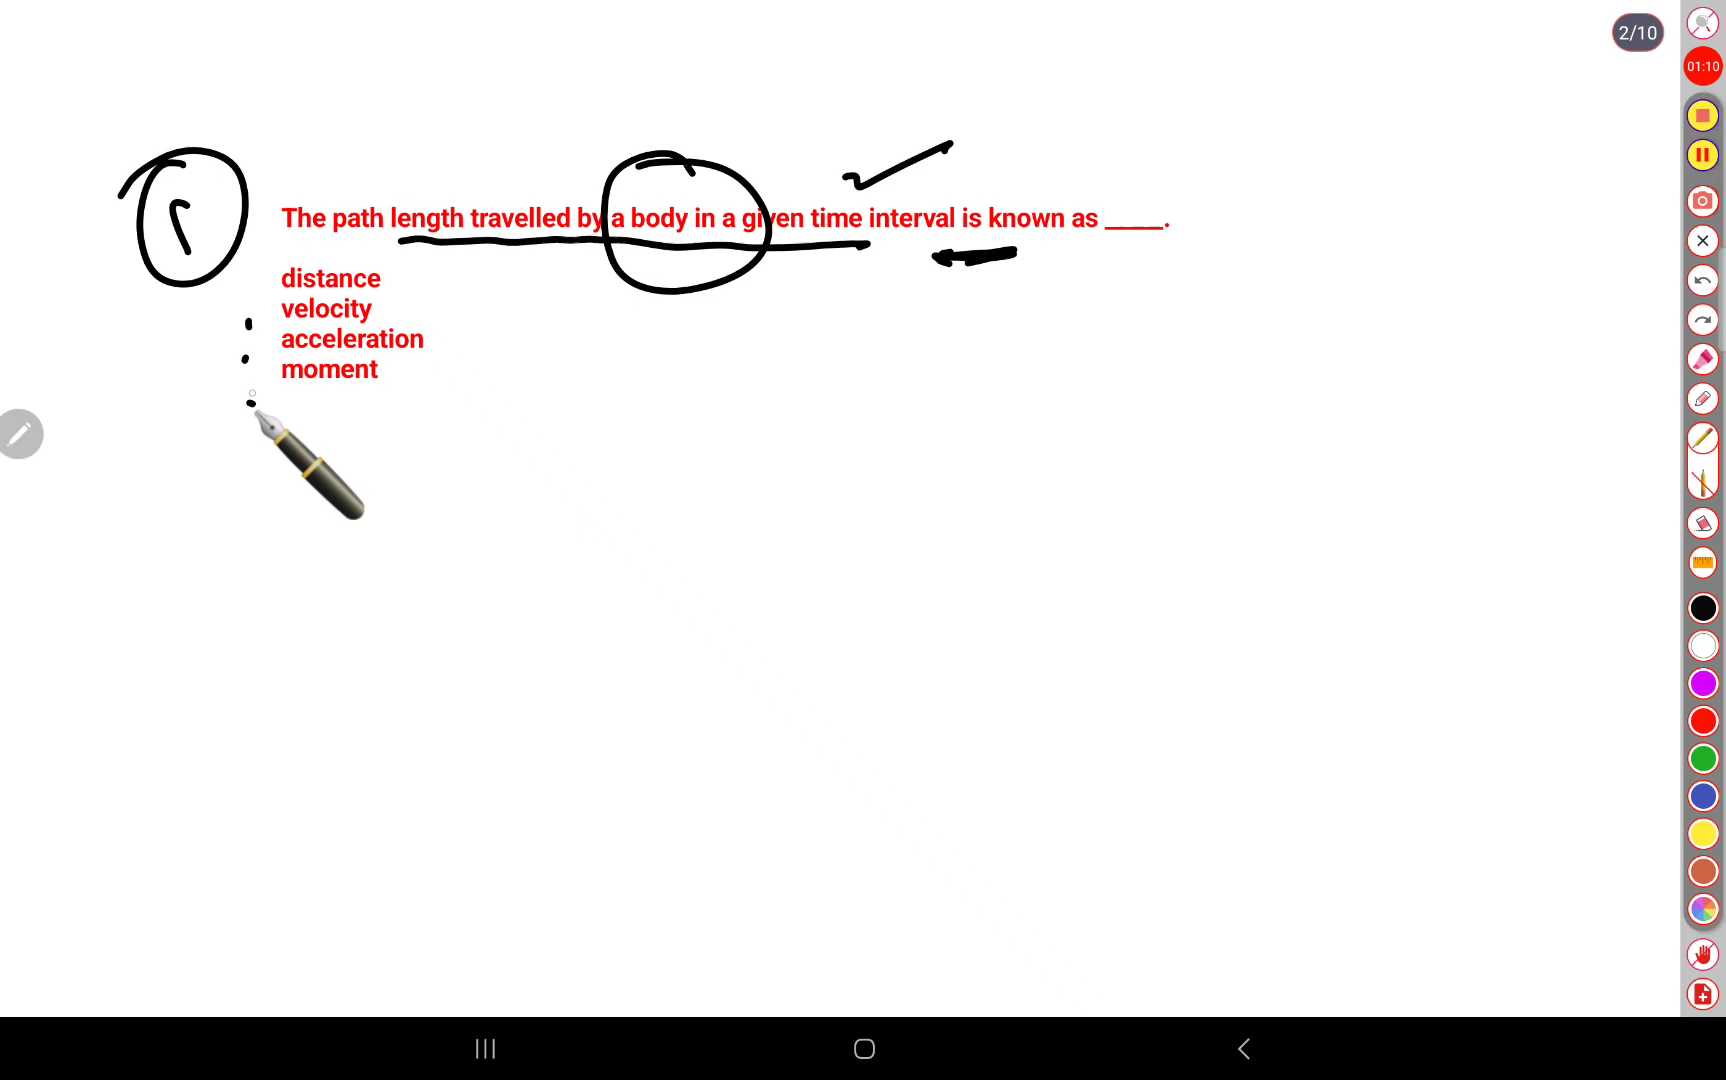 2/10
01:10
The path length travelled by a body in a given time interval is known as _____.
distance
velocity
acceleration
moment